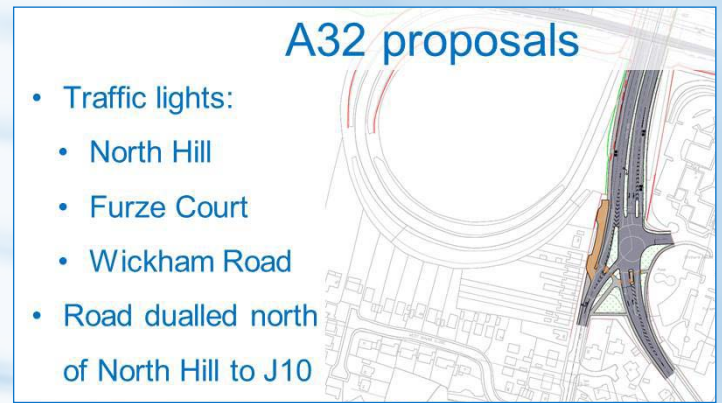 A32 proposals
• Traffic lights:
• North Hill
• Furze Court
• Wickham Road
• Road dualled north
of North Hill to J10